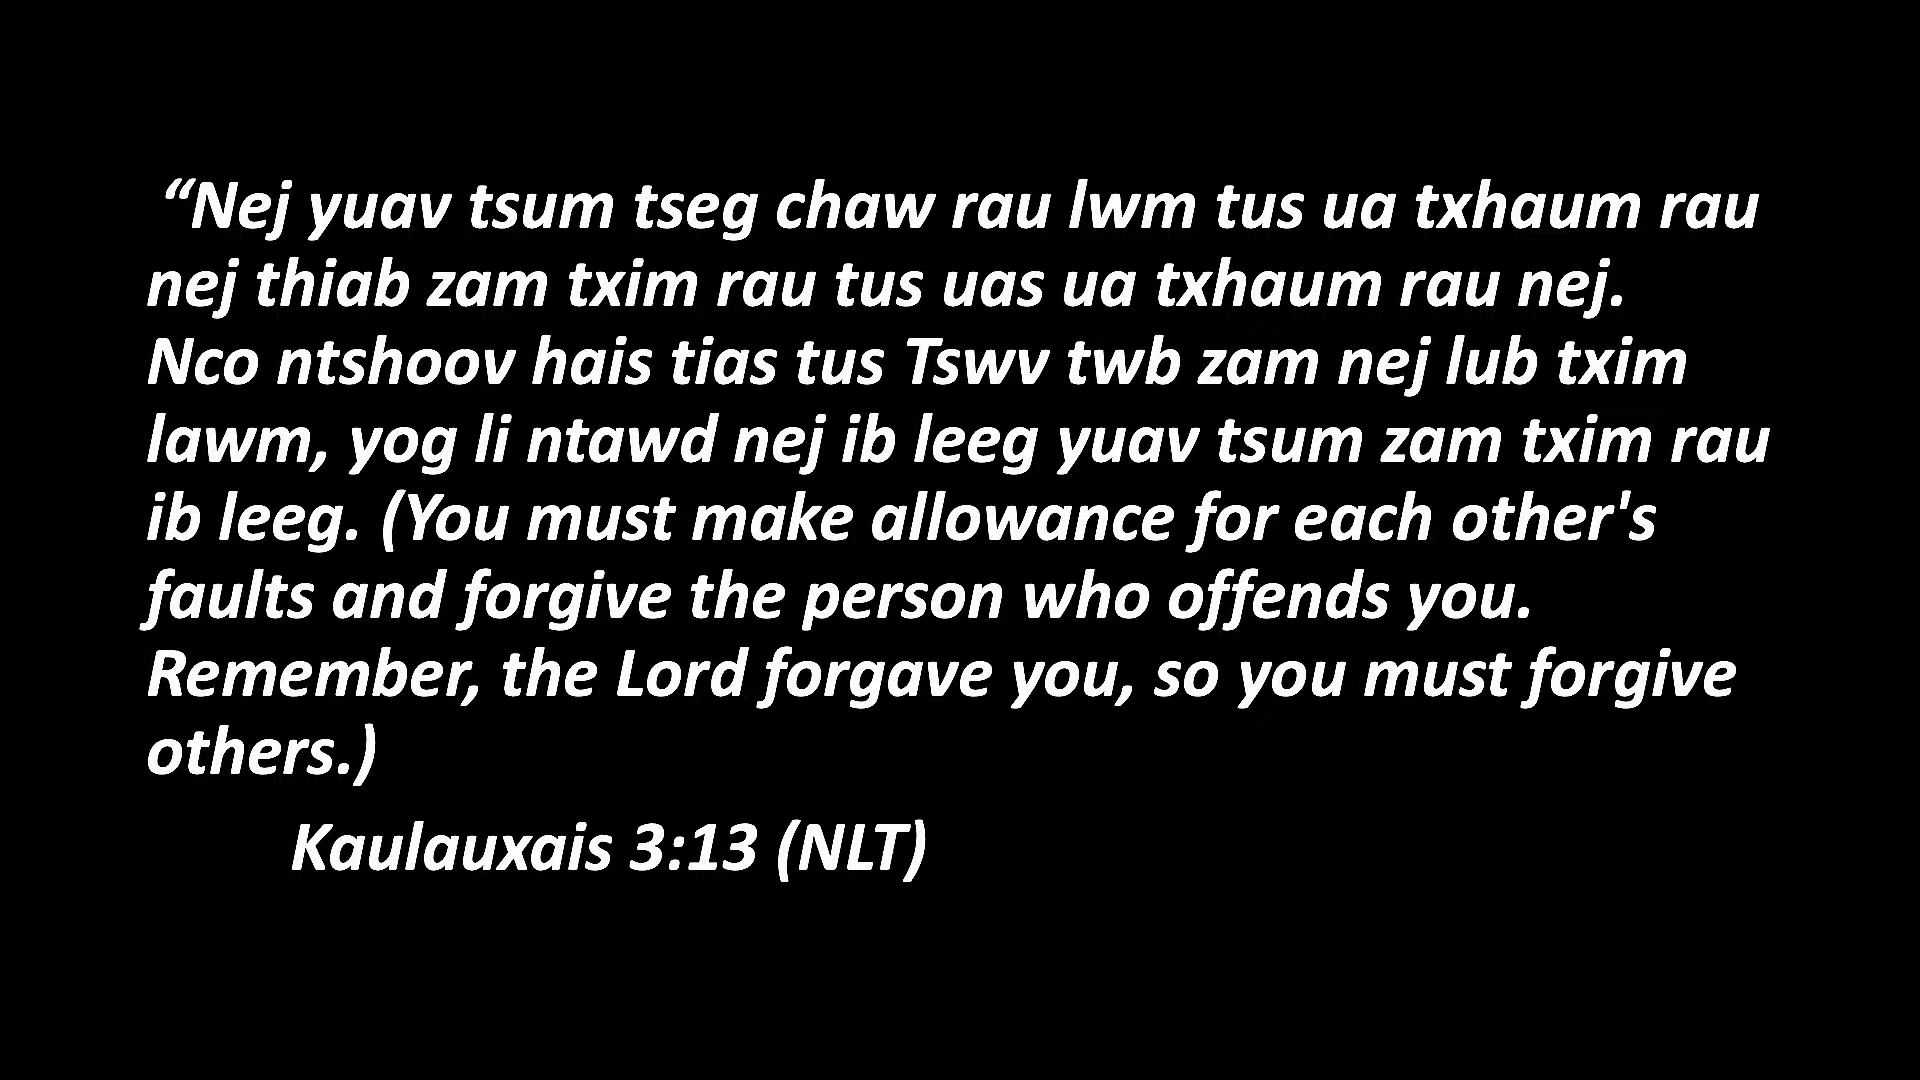 “Nej yuav tsum tseg chaw rau lwm tus ua txhaum rau
nej thiab zam txim rau tus uas ua txhaum rau nej.
Nco ntshoov hais tias tus Tswv twb zam nej lub txim
lawm, yog li ntawd nej ib leeg yuav tsum zam txim rau
ib leeg. (You must make allowance for each other's
faults and forgive the person who offends you.
Remember, the Lord forgave you, so you must forgive
others.)
Kaulauxais 3:13 (NLT)